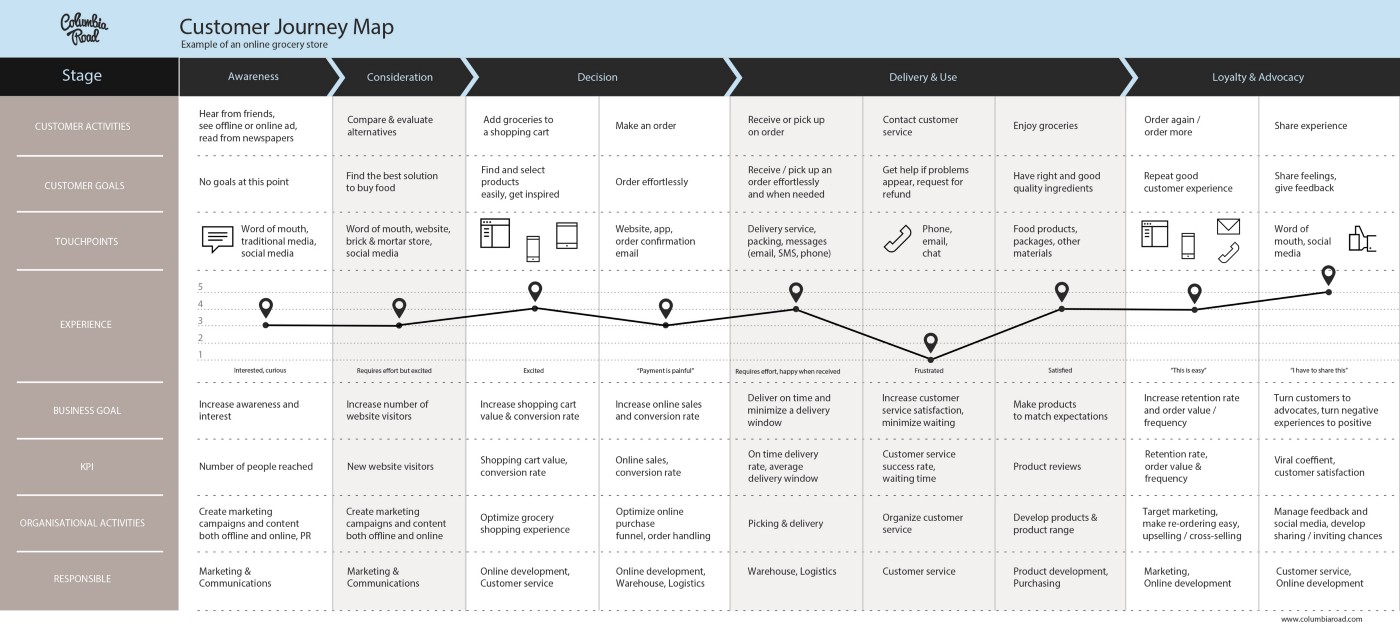 Columbia
Road
Customer Journey Map
Example of an online grocery store
Stage
Awareness
Consideration
Decision
Delivery & Use
Loyalty & Advocacy
CUSTOMER ACTIVITIES
Hear from friends,
see offline or online ad,
read from newspapers
Compare & evaluate
alternatives
Add groceries to
a shopping cart
Make an order
Receive or pick up
on order
Contact customer
service
Enjoy groceries
Order again /
order more
Share experience
CUSTOMER GOALS
No goals at this point
Find the best solution
to buy food
Find and select
products
easily, get inspired
Order effortlessly
Receive / pick up an
order effortlessly
and when needed
Get help if problems
appear, request for
refund
Have right and good
quality ingredients
Repeat good
customer experience
Share feelings,
give feedback
TOUCHPOINTS
Word of mouth,
traditional media,
social media
Word of mouth, website,
brick & mortar store,
social media
Website, app,
order confirmation
email
Delivery service,
packing, messages
(email, SMS, phone)
Phone,
email,
chat
Food products,
packages, other
materials
Word of
mouth, social
media
EXPERIENCE
5
4
3
2
1
Interested, curious
Requires effort but excited
Excited
"Payment is painful"
Requires effort, happy when received
Frustrated
Satisfied
"This is easy"
"I have to share this"
BUSINESS GOAL
Increase awareness and
interest
Increase number of
website visitors
Increase shopping cart
value & conversion rate
Increase online sales
and conversion rate
Deliver on time and
minimize a delivery
window
Increase customer
service satisfaction,
minimize waiting
Make products
to match expectations
Increase retention rate
and order value /
frequency
Turn customers to
advocates, turn negative
experiences to positive
KPI
Number of people reached
New website visitors
Shopping cart value,
conversion rate
Online sales,
conversion rate
On time delivery
rate, average
delivery window
Customer service
success rate,
waiting time
Product reviews
Retention rate,
order value &
frequency
Viral coeffient,
customer satisfaction
ORGANISATIONAL ACTIVITIES
Create marketing
campaigns and content
both offline and online, PR
Create marketing
campaigns and content
both offline and online
Optimize grocery
shopping experience
Optimize online
purchase
funnel, order handling
Picking & delivery
Organize customer
service
Develop products &
product range
Target marketing,
make re-ordering easy,
upselling / cross-selling
Manage feedback and
social media, develop
sharing / inviting chances
RESPONSIBLE
Marketing &
Communications
Marketing &
Communications
Online development,
Customer service
Online development,
Warehouse, Logistics
Warehouse, Logistics
Customer service
Product development,
Purchasing
Marketing,
Online development
Customer service,
Online development
www.columbiaroad.com